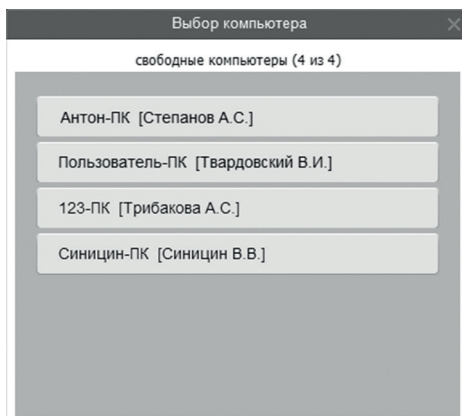 Выбор компьютера
свободные компьютеры (4 из 4)
Антон-ПК [Степанов А.С.]
Пользователь-ПК [Твардовский В.И.]
123-ПК [Трибакова А.С.]
Синицин-ПК [Синицин В.В.]